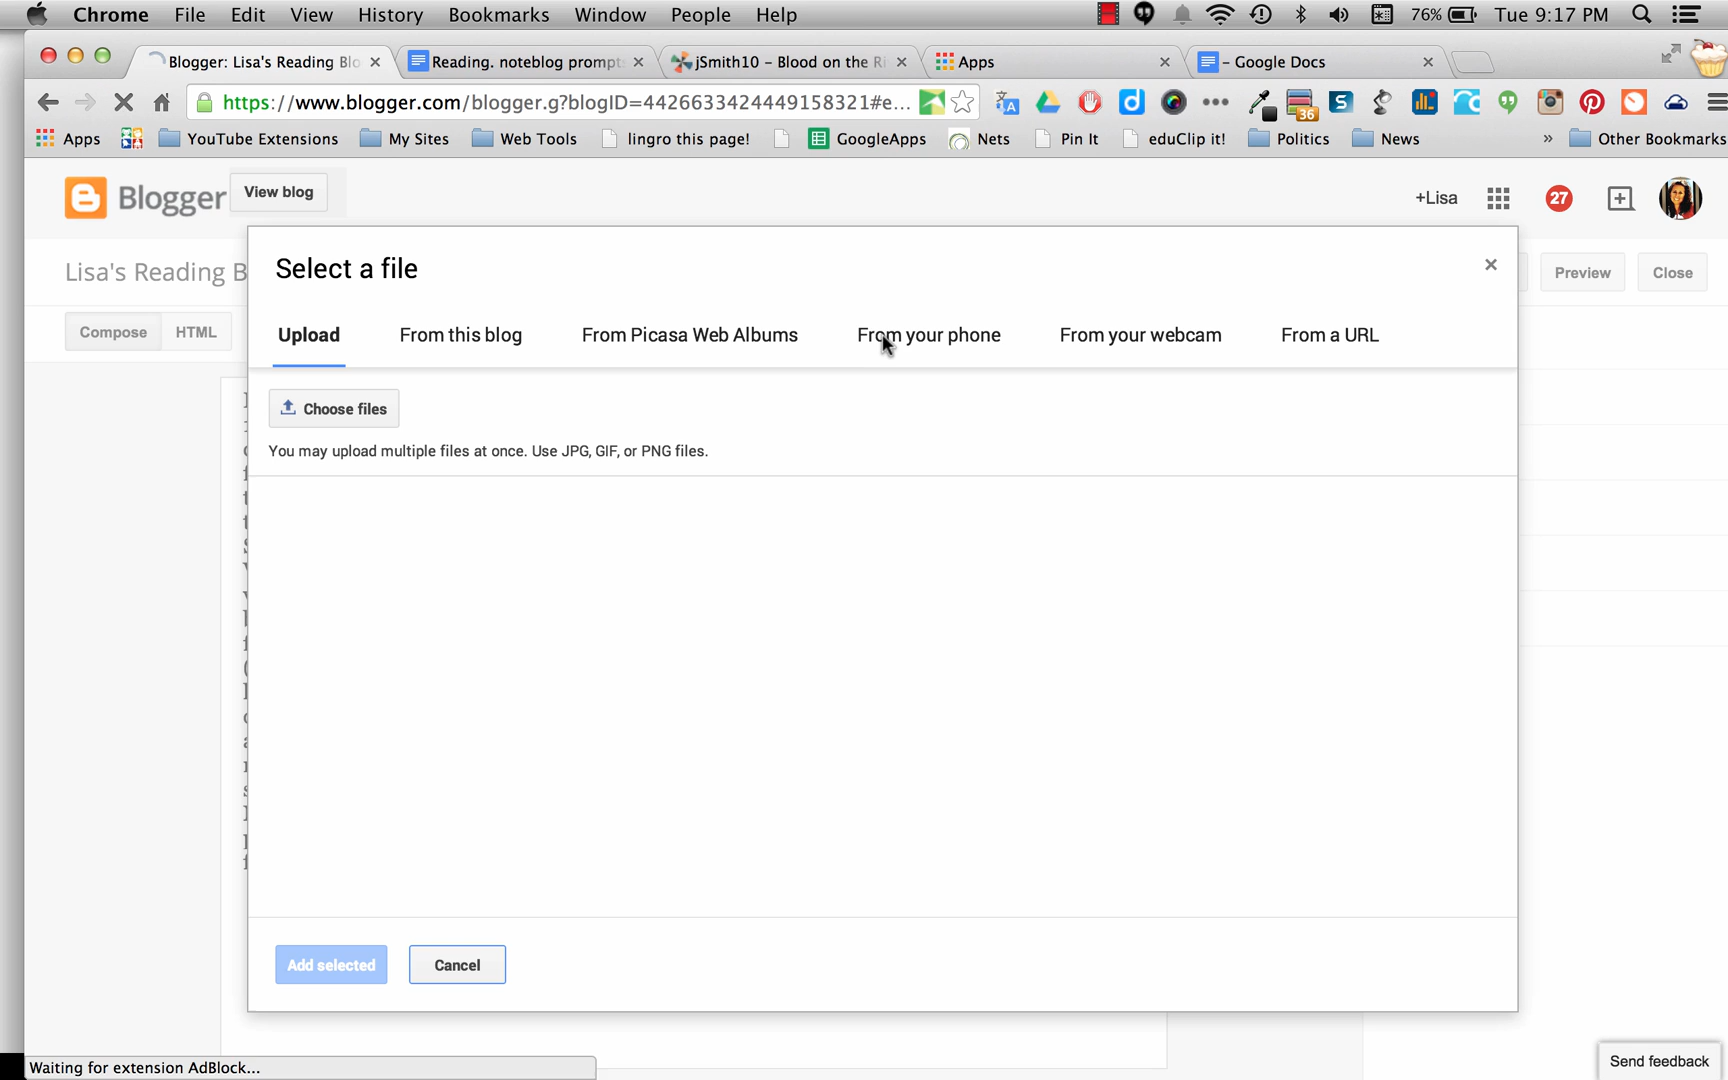 Chrome File Edit View History Bookmarks Window People Help 76% Tue 9:17 PM
Blogger: Lisa's Reading Blo Reading. noteblog prompts jSmith10 – Blood on the Ri Apps – Google Docs
https://www.blogger.com/blogger.g?blogID=4426633424449158321#e... 36
Apps YouTube Extensions My Sites Web Tools lingro this page! GoogleApps Nets Pin It eduClip it! Politics News » Other Bookmarks
Blogger View blog +Lisa 27
Lisa's Reading B Preview Close
Select a file
Compose HTML
Upload From this blog From Picasa Web Albums From your phone From your webcam From a URL
Choose files
You may upload multiple files at once. Use JPG, GIF, or PNG files.
Add selected Cancel
Waiting for extension AdBlock...
Send feedback